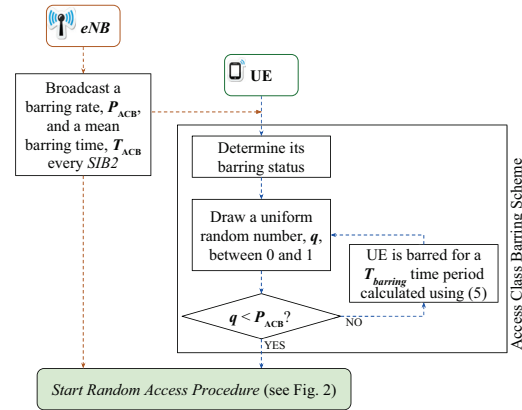 eNB
UE
Broadcast a
barring rate, P_ACB,
and a mean
barring time, T_ACB
every SIB2
Determine its
barring status
Draw a uniform
random number, q,
between 0 and 1
UE is barred for a
T_barring time period
calculated using (5)
q < P_ACB?
NO
YES
Access Class Barring Scheme
Start Random Access Procedure (see Fig. 2)